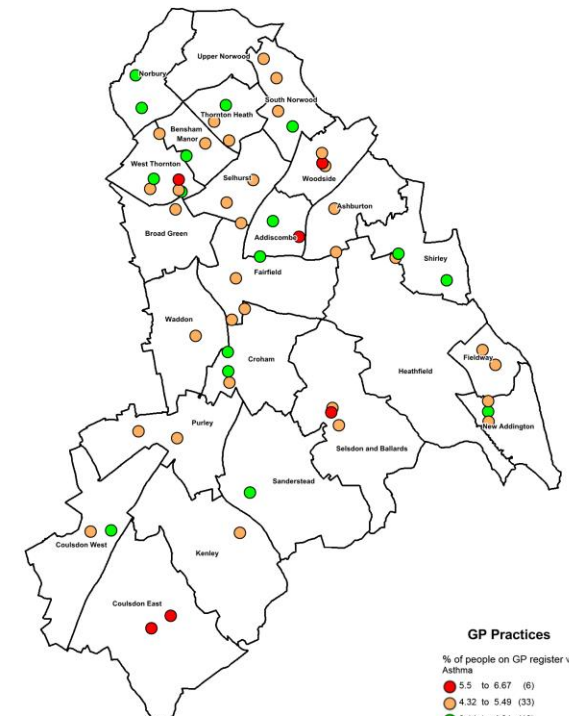 Upper Norwood
Norbury
South Norwood
Thornton Heath
Bensham
Manor
West Thornton
Selhurst
Woodside
Ashburton
Broad Green
Addiscombe
Shirley
Fairfield
Waddon
Croham
Heathfield
Fieldway
Purley
New Addington
Selsdon and Ballards
Sanderstead
Coulsdon West
Kenley
Coulsdon East
GP Practices
% of people on GP register
Asthma
5.5 to 6.67 (6)
4.32 to 5.49 (33)